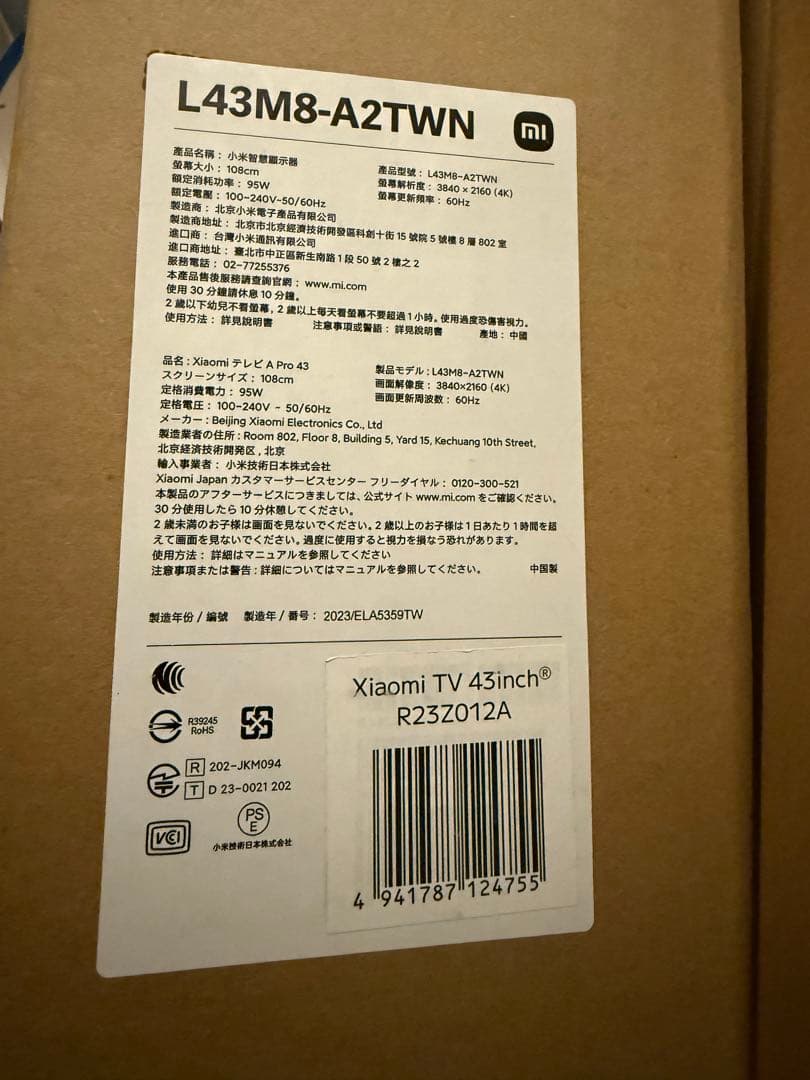 L43M8-A2TWN
mi
產品名稱：小米智慧顯示器
螢幕大小：108cm
額定消耗功率：95W
額定電壓：100-240V~50/60Hz
產品型號：L43M8-A2TWN
螢幕解析度：3840 × 2160 (4K)
螢幕更新頻率：60Hz
製造商：北京小米電子產品有限公司
製造商地址：北京市北京經濟技術開發區科創十街 15 號院 5 號樓 8 層 802 室
進口商：台灣小米通訊有限公司
進口商地址：臺北市中正區新生南路 1 段 50 號 2 樓之 2
服務電話：02-77255376
本產品售後服務請查詢官網：www.mi.com
使用 30 分鐘請休息 10 分鐘。
2 歲以下幼兒不看螢幕，2 歲以上每天看螢幕不要超過 1 小時。使用過度恐傷害視力。
使用方法：詳見說明書 注意事項或警語：詳見說明書 產地：中國
品名：Xiaomi テレビ A Pro 43
スクリーンサイズ：108cm
定格消費電力：95W
定格電圧：100-240V ~ 50/60Hz
製品モデル：L43M8-A2TWN
画面解像度：3840×2160 (4K)
画面更新周波数：60Hz
メーカー：Beijing Xiaomi Electronics Co., Ltd
製造業者の住所：Room 802, Floor 8, Building 5, Yard 15, Kechuang 10th Street,
北京経済技術開発区，北京
輸入事業者：小米技術日本株式会社
Xiaomi Japan カスタマーサービスセンター フリーダイヤル：0120-300-521
本製品のアフターサービスにつきましては、公式サイト www.mi.com をご確認ください。
30 分使用したら 10 分休憩してください。
2 歳未満のお子様は画面を見ないでください。2 歳以上のお子様は 1 日あたり 1 時間を超
えて画面を見ないでください。過度に使用すると視力を損なう恐れがあります。
使用方法：詳細はマニュアルを参照してください
注意事項または警告：詳細についてはマニュアルを参照してください。 中国製
製造年份 / 編號 製造年 / 番号：2023/ELA5359TW
R39245
RoHS
R 202-JKM094
T D 23-0021 202
VCI
PS
E
小米技術日本株式会社
Xiaomi TV 43inch®
R23Z012A
4 941787 124755